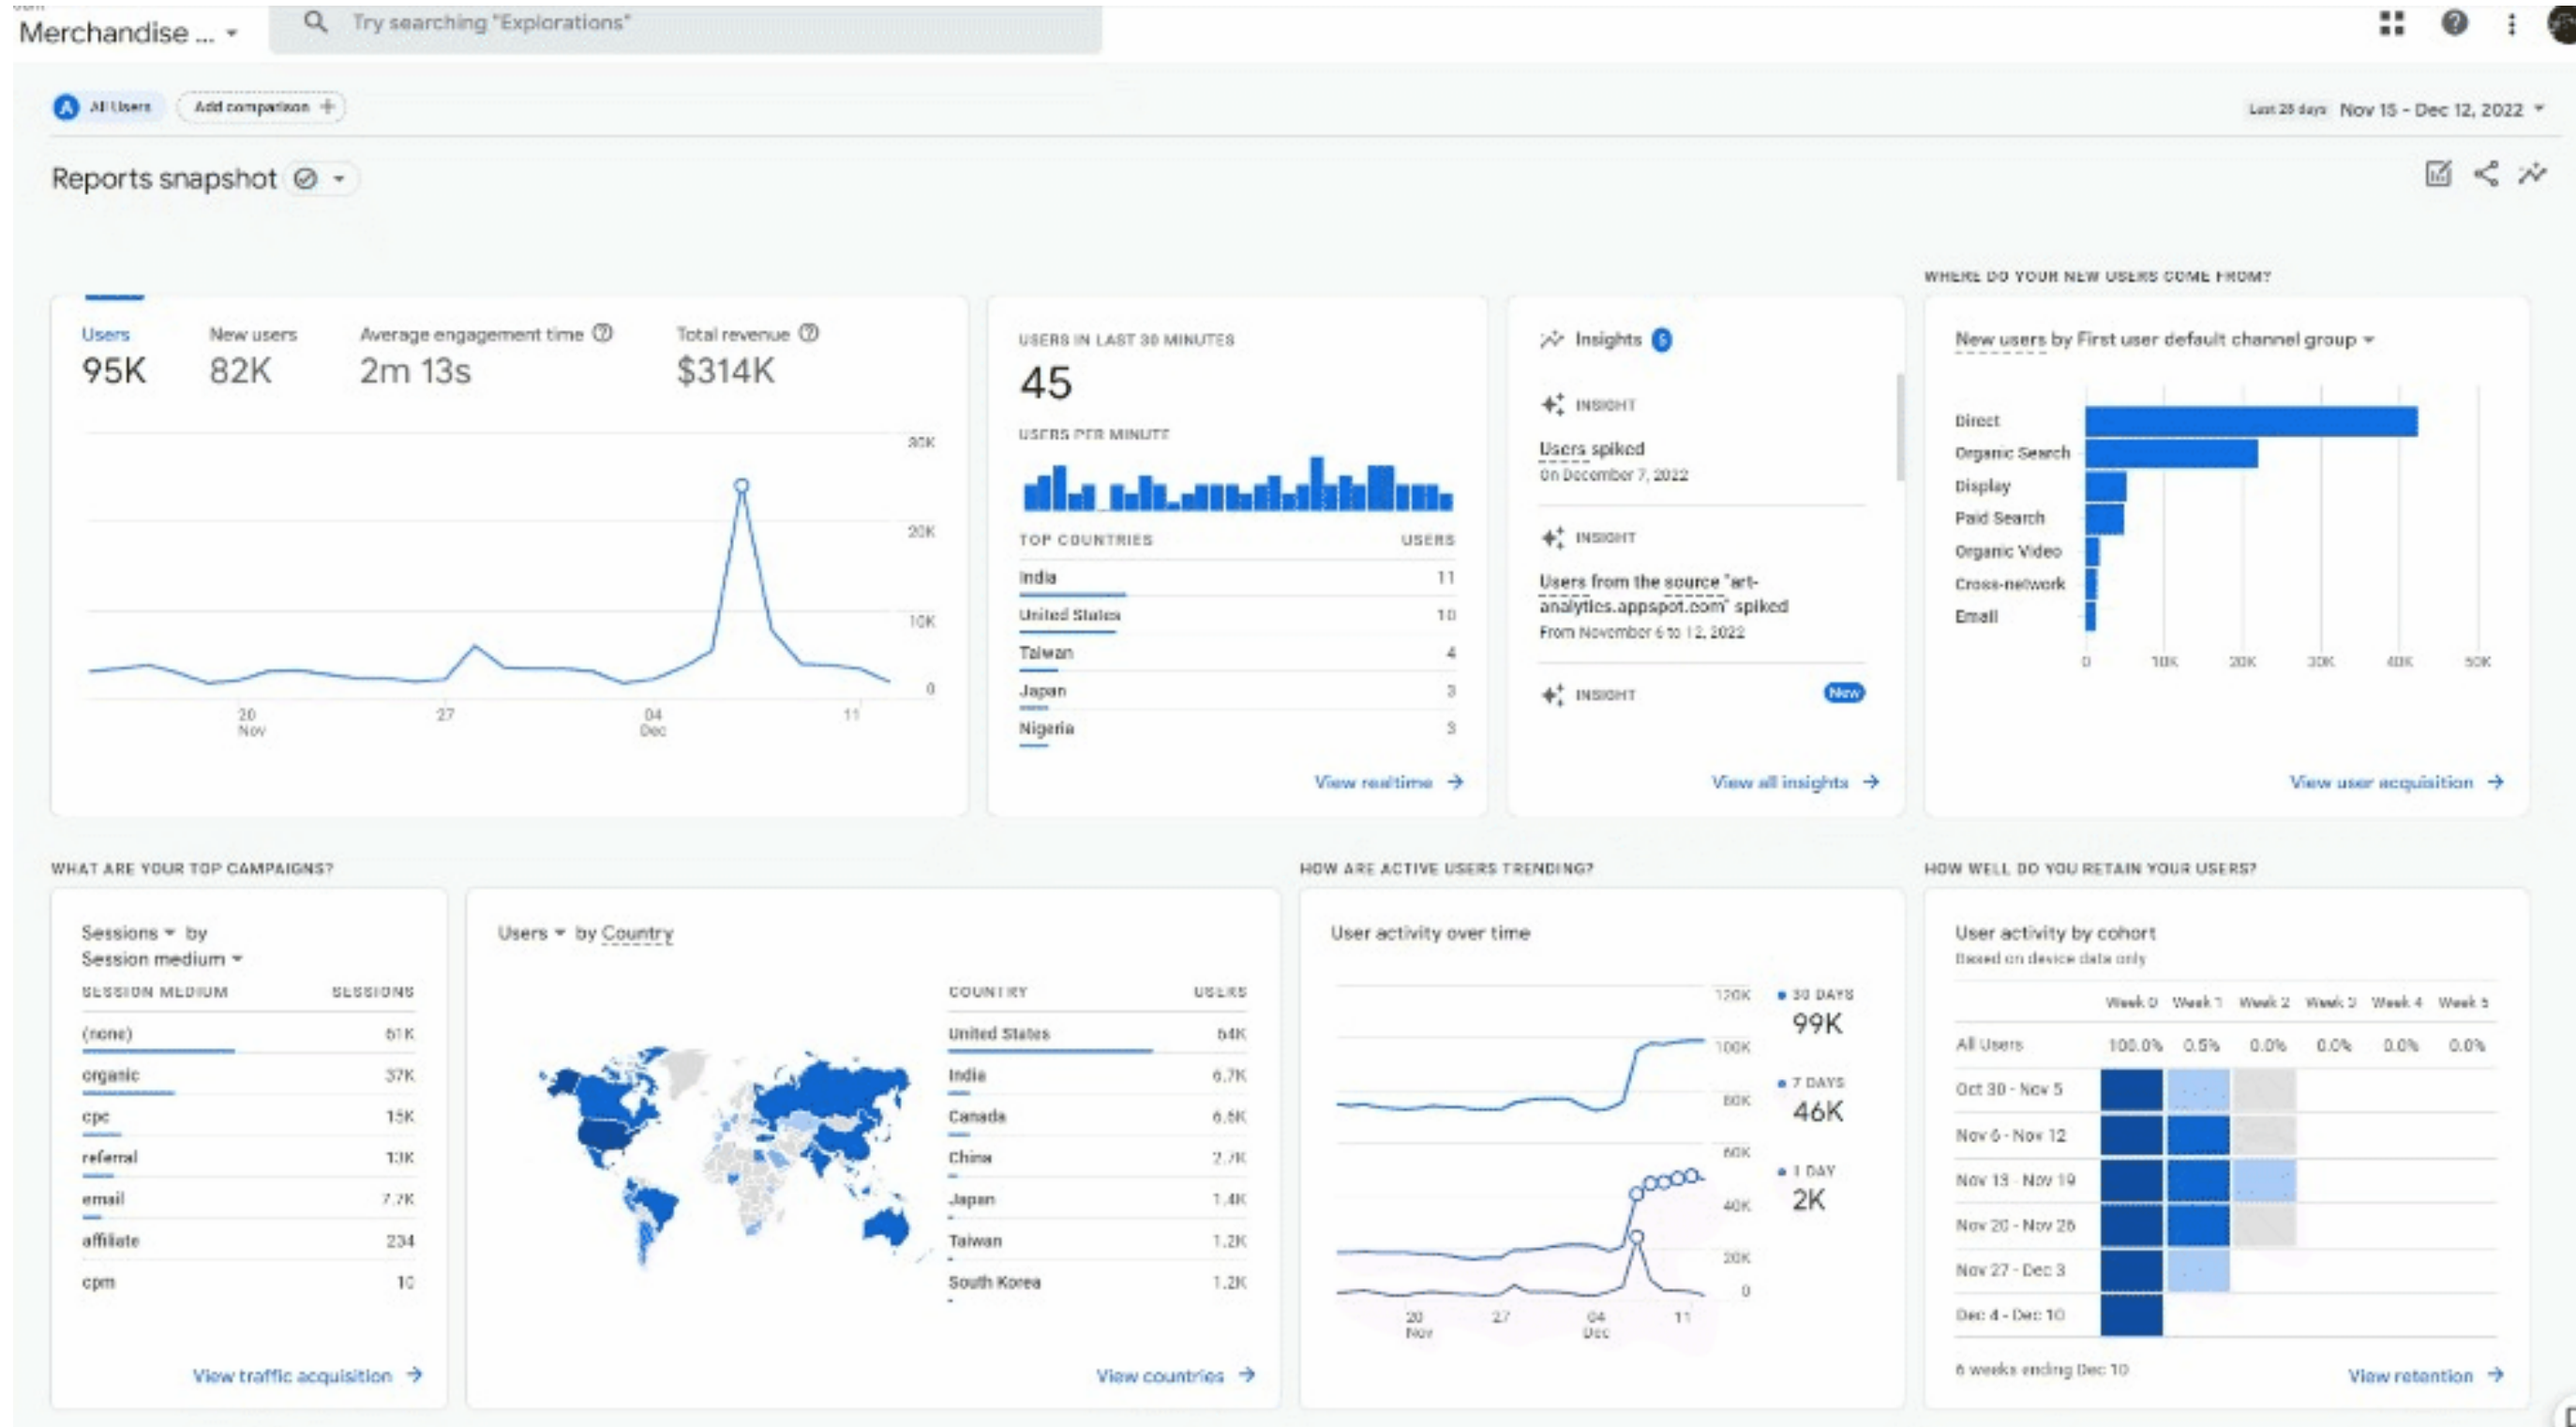 Merchandise ...
Try searching "Explorations"
A All Users
Add comparison +
Last 28 days Nov 15 - Dec 12, 2022
Reports snapshot
Users
95K
New users
82K
Average engagement time
2m 13s
Total revenue
$314K
30K
20K
10K
0
20
Nov
27
04
Dec
11
USERS IN LAST 30 MINUTES
45
USERS PER MINUTE
TOP COUNTRIES USERS
India 11
United States 10
Taiwan 4
Japan 3
Nigeria 3
View realtime
Insights 5
INSIGHT
Users spiked
On December 7, 2022
INSIGHT
Users from the source "art-
analytics.appspot.com" spiked
From November 6 to 12, 2022
INSIGHT New
View all insights
WHERE DO YOUR NEW USERS COME FROM?
New users by First user default channel group
Direct
Organic Search
Display
Paid Search
Organic Video
Cross-network
Email
0 10K 20K 30K 40K 50K
View user acquisition
WHAT ARE YOUR TOP CAMPAIGNS?
Sessions by
Session medium
SESSION MEDIUM SESSIONS
(none) 61K
organic 37K
cpc 15K
referral 13K
email 7.7K
affiliate 234
cpm 10
View traffic acquisition
Users by Country
COUNTRY USERS
United States 64K
India 6.7K
Canada 6.6K
China 2.7K
Japan 1.4K
Taiwan 1.2K
South Korea 1.2K
View countries
HOW ARE ACTIVE USERS TRENDING?
User activity over time
120K
100K
80K
60K
40K
20K
0
20
Nov
27
04
Dec
11
30 DAYS
99K
7 DAYS
46K
1 DAY
2K
HOW WELL DO YOU RETAIN YOUR USERS?
User activity by cohort
Based on device data only
Week 0 Week 1 Week 2 Week 3 Week 4 Week 5
All Users 100.0% 0.5% 0.0% 0.0% 0.0% 0.0%
Oct 30 - Nov 5
Nov 6 - Nov 12
Nov 13 - Nov 19
Nov 20 - Nov 26
Nov 27 - Dec 3
Dec 4 - Dec 10
6 weeks ending Dec 10
View retention